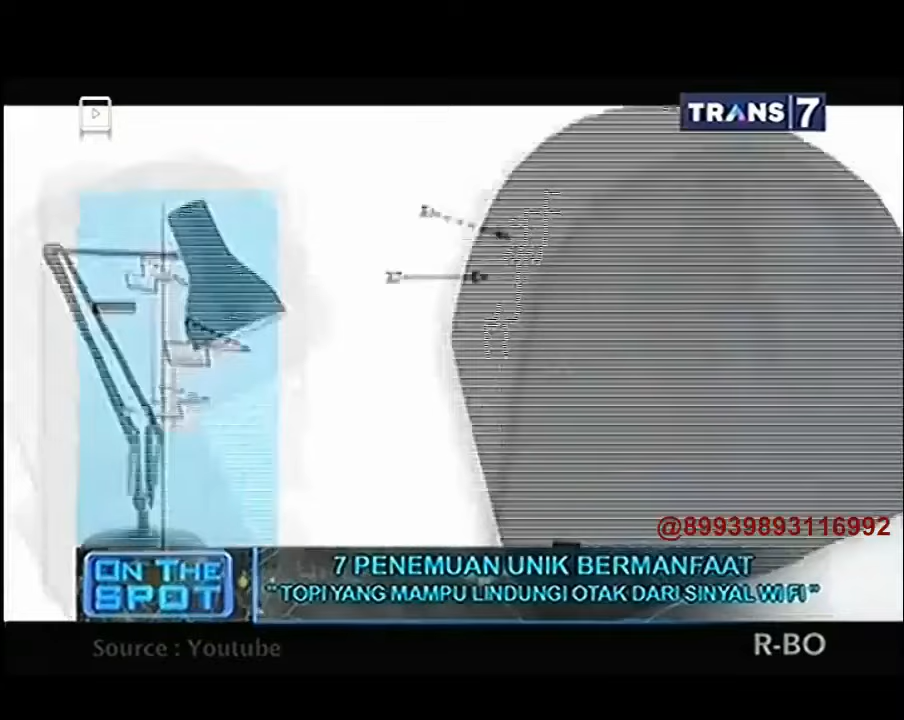 TRANS|7
@89939893116992
ON THE
SPOT
7 PENEMUAN UNIK BERMANFAAT
"TOPI YANG MAMPU LINDUNGI OTAK DARI SINYAL WI FI"
Source : Youtube
R-BO